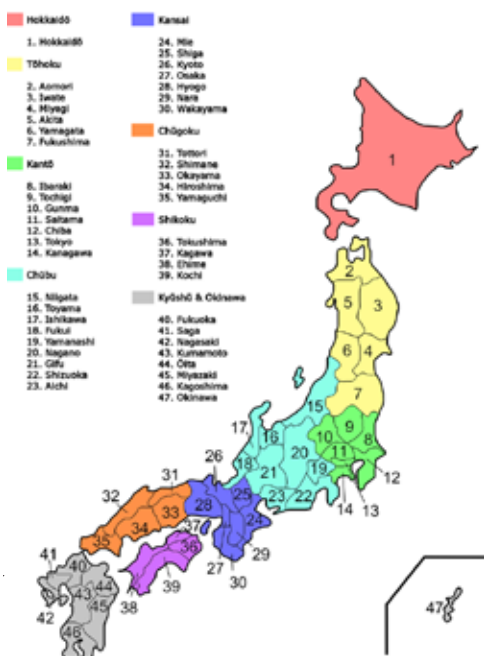 Hokkaidō
1. Hokkaidō
Tōhoku
2. Aomori
3. Iwate
4. Miyagi
5. Akita
6. Yamagata
7. Fukushima
Kantō
8. Ibaraki
9. Tochigi
10. Gunma
11. Saitama
12. Chiba
13. Tokyo
14. Kanagawa
Chūbu
15. Niigata
16. Toyama
17. Ishikawa
18. Fukui
19. Yamanashi
20. Nagano
21. Gifu
22. Shizuoka
23. Aichi
Kansai
24. Mie
25. Shiga
26. Kyoto
27. Osaka
28. Hyogo
29. Nara
30. Wakayama
Chūgoku
31. Tottori
32. Shimane
33. Okayama
34. Hiroshima
35. Yamaguchi
Shikoku
36. Tokushima
37. Kagawa
38. Ehime
39. Kochi
Kyūshū & Okinawa
40. Fukuoka
41. Saga
42. Nagasaki
43. Kumamoto
44. Ōita
45. Miyazaki
46. Kagoshima
47. Okinawa
1
2
5
3
6
4
7
15
17
16
10
9
8
20
11
18
21
19
12
26
23
22
14
13
31
25
32
28
33
24
34
37
36
35
27
29
30
41
40
39
44
43
38
45
42
46
47